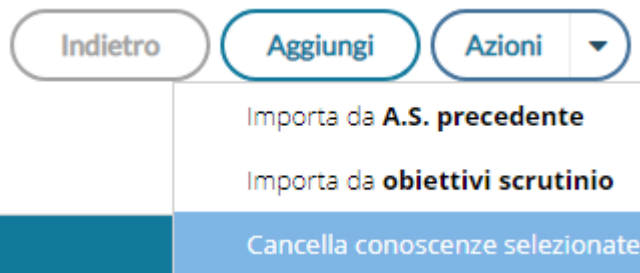 Indietro Aggiungi Azioni
Importa da A.S. precedente
Importa da obiettivi scrutinio
Cancella conoscenze selezionate